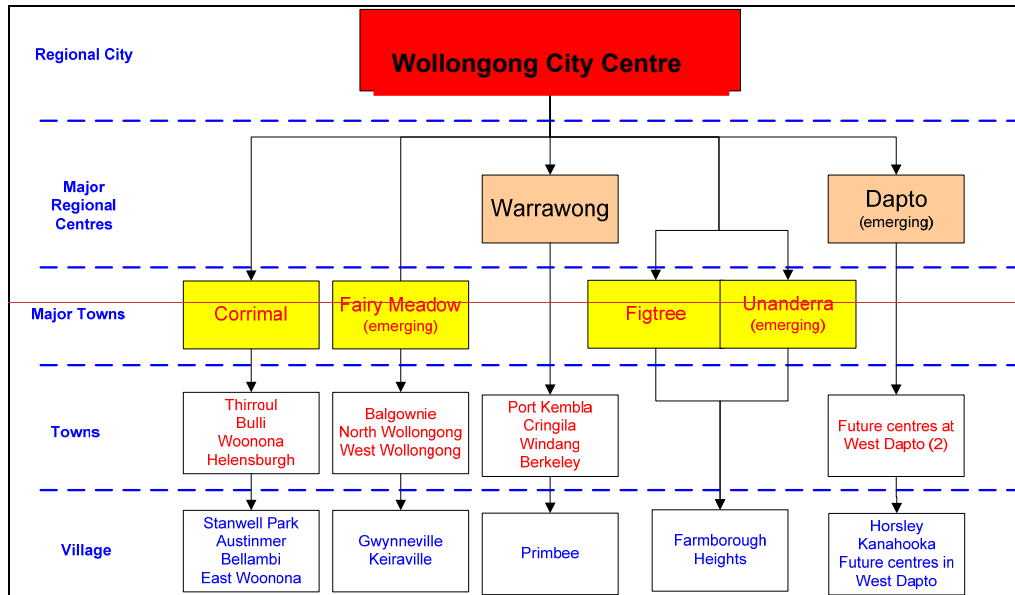 Regional City
Wollongong City Centre
Major
Regional
Centres
Warrawong
Dapto
(emerging)
Major Towns
Corrimal
Fairy Meadow
(emerging)
Figtree
Unanderra
(emerging)
Towns
Thirroul
Bulli
Woonona
Helensburgh
Balgownie
North Wollongong
West Wollongong
Port Kembla
Cringila
Windang
Berkeley
Future centres at
West Dapto (2)
Village
Stanwell Park
Austinmer
Bellambi
East Woonona
Gwynneville
Keiraville
Primbee
Farmborough
Heights
Horsley
Kanahooka
Future centres in
West Dapto